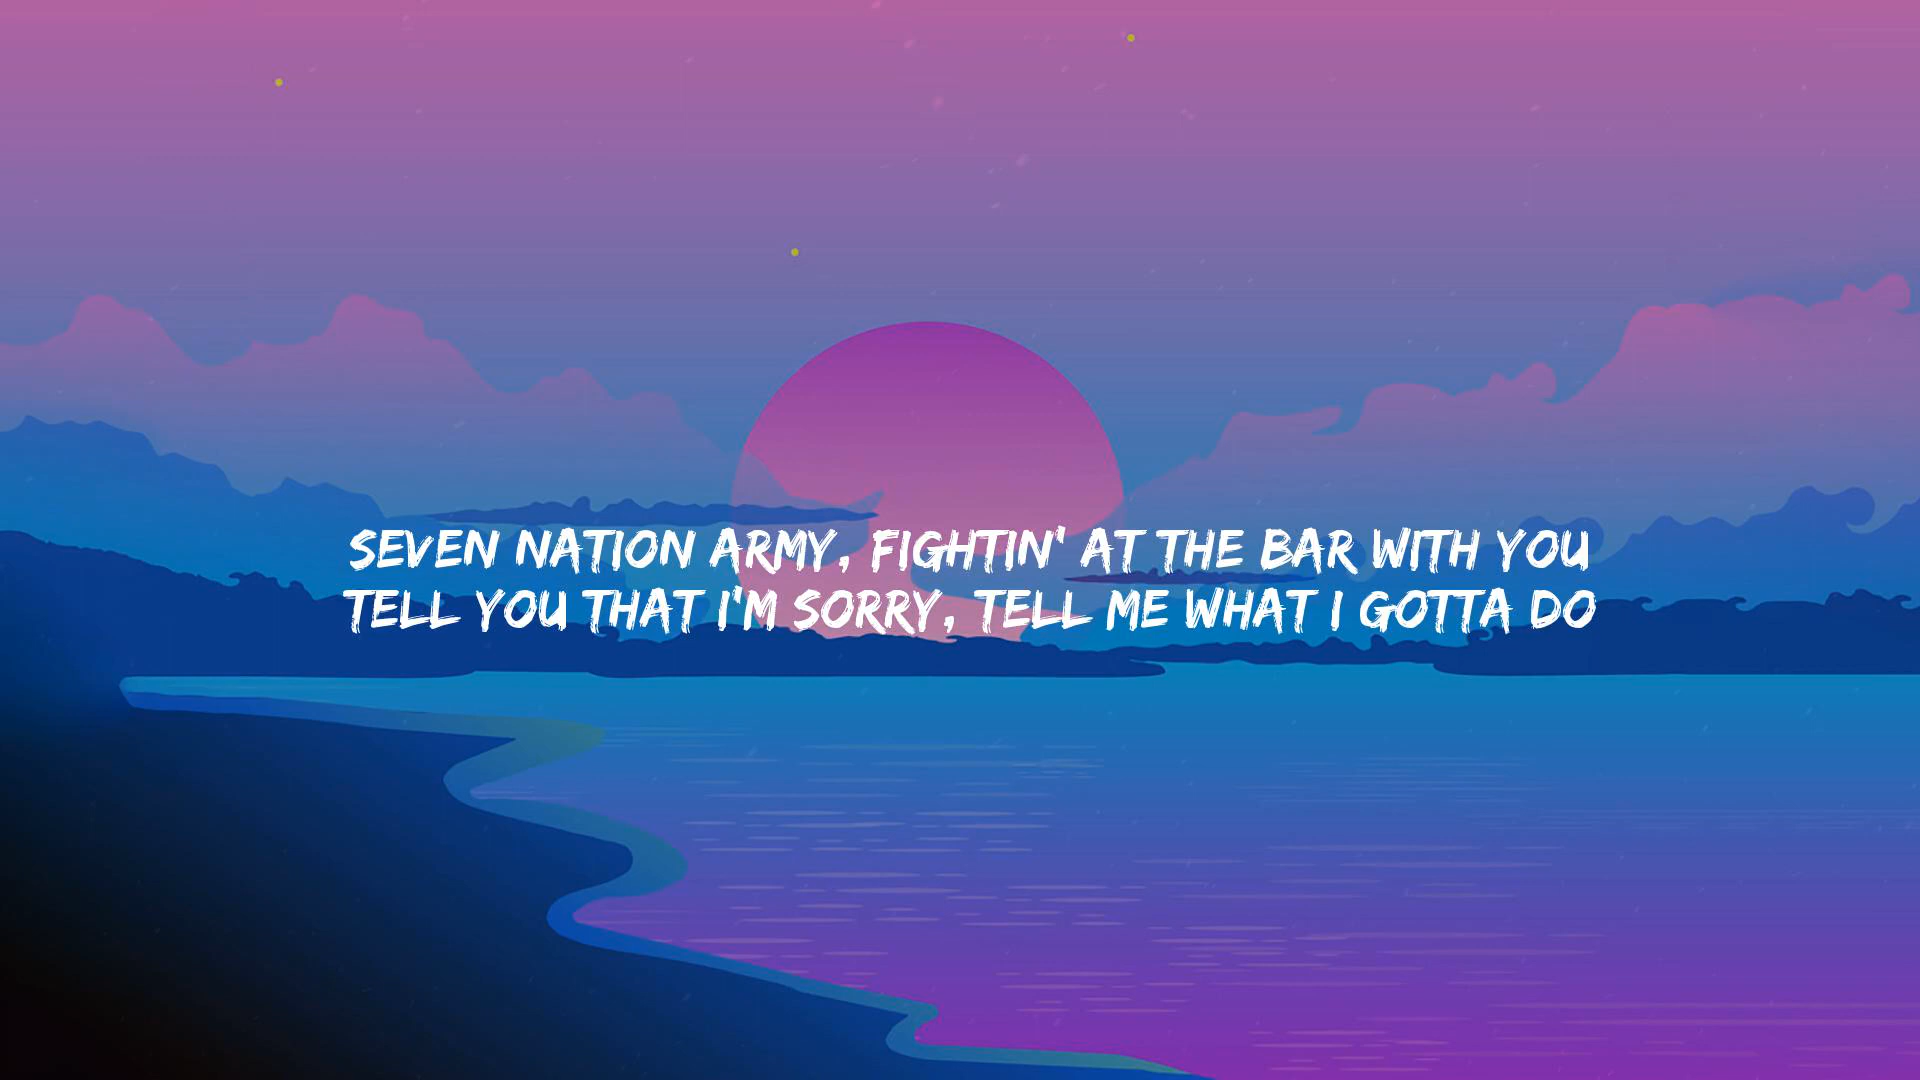 SEVEN NATION ARMY, FIGHTIN' AT THE BAR WITH YOU
TELL YOU THAT I'M SORRY, TELL ME WHAT I GOTTA DO